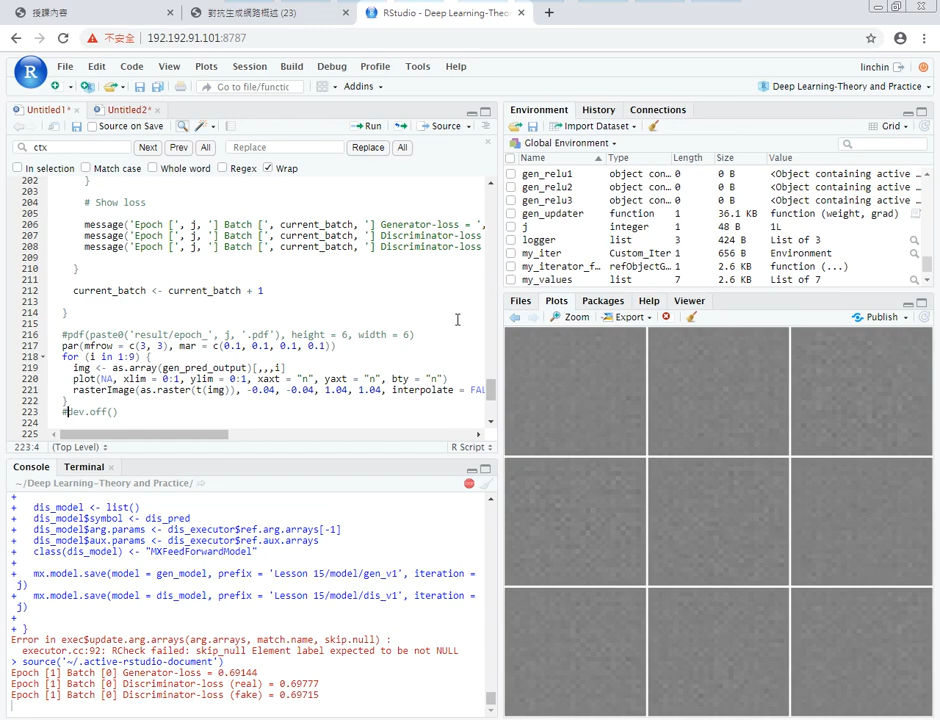 授課內容
對抗生成網路概述 (23)
RStudio - Deep Learning-Theo
不安全
192.192.91.101:8787
R
File Edit Code View Plots Session Build Debug Profile Tools Help
linchin
Go to file/functic
Addins
Deep Learning-Theory and Practice
Untitled1*
Untitled2*
Source on Save
Run
Source
ctx
Next
Prev
All
Replace
Replace
All
In selection
Match case
Whole word
Regex
Wrap
202 }
203
204 # Show loss
205
206 message('Epoch [', j, '] Batch [', current_batch, '] Generator-loss = ',
207 message('Epoch [', j, '] Batch [', current_batch, '] Discriminator-loss
208 message('Epoch [', j, '] Batch [', current_batch, '] Discriminator-loss
209
210 }
211
212 current_batch <- current_batch + 1
213
214 }
215
216 #pdf(paste0('result/epoch_', j, '.pdf'), height = 6, width = 6)
217 par(mfrow = c(3, 3), mar = c(0.1, 0.1, 0.1, 0.1))
218 for (i in 1:9) {
219 img <- as.array(gen_pred_output)[,,,i]
220 plot(NA, xlim = 0:1, ylim = 0:1, xaxt = "n", yaxt = "n", bty = "n")
221 rasterImage(as.raster(t(img)), -0.04, -0.04, 1.04, 1.04, interpolate = FAL
222 }
223 #dev.off()
224
225
223:4
(Top Level)
R Script
Console
Terminal
~/Deep Learning-Theory and Practice/
+
+ dis_model <- list()
+ dis_model$symbol <- dis_pred
+ dis_model$arg.params <- dis_executor$ref.arg.arrays[-1]
+ dis_model$aux.params <- dis_executor$ref.aux.arrays
+ class(dis_model) <- "MXFeedForwardModel"
+
+ mx.model.save(model = gen_model, prefix = 'Lesson 15/model/gen_v1', iteration =
j)
+ mx.model.save(model = dis_model, prefix = 'Lesson 15/model/dis_v1', iteration =
j)
+
+ }
Error in exec$update.arg.arrays(arg.arrays, match.name, skip.null) :
executor.cc:92: RCheck failed: skip_null Element label expected to be not NULL
> source('~/.active-rstudio-document')
Epoch [1] Batch [0] Generator-loss = 0.69144
Epoch [1] Batch [0] Discriminator-loss (real) = 0.69777
Epoch [1] Batch [0] Discriminator-loss (fake) = 0.69715
Environment
History
Connections
Import Dataset
Grid
Global Environment
Name Type Length Size Value
gen_relu1 object con… 0 0 B <Object containing active …
gen_relu2 object con… 0 0 B <Object containing active …
gen_relu3 object con… 0 0 B <Object containing active …
gen_updater function 1 36.1 KB function (weight, grad)
j integer 1 48 B 1L
logger list 3 424 B List of 3
my_iter Custom_Iter 1 656 B Environment
my_iterator_f… refObjectG… 1 2.6 KB function (...)
my_values list 7 2.6 KB List of 7
Files
Plots
Packages
Help
Viewer
Zoom
Export
Publish